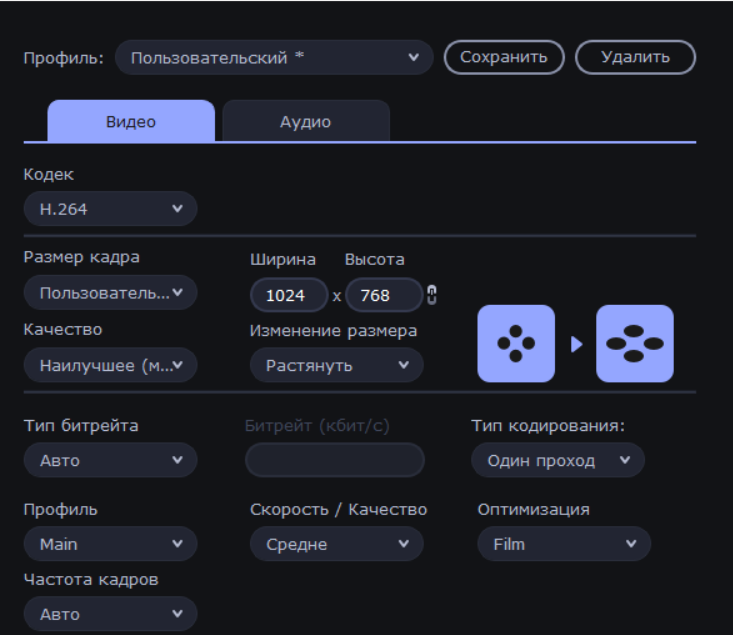 Профиль: Пользовательский * Сохранить Удалить
Видео Аудио
Кодек
H.264
Размер кадра Ширина Высота
Пользователь... 1024 x 768
Качество Изменение размера
Наилучшее (м... Растянуть
Тип битрейта Битрейт (кбит/с) Тип кодирования:
Авто Один проход
Профиль Скорость / Качество Оптимизация
Main Средне Film
Частота кадров
Авто